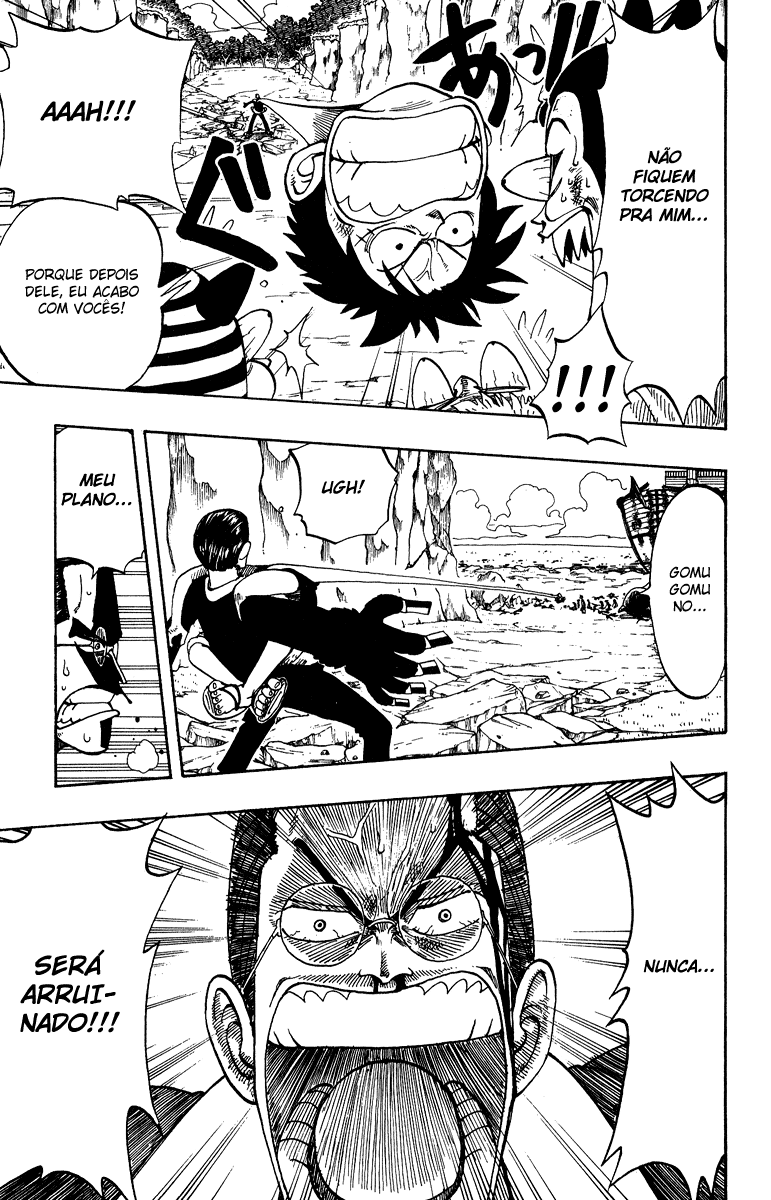 NÃO
FIQUEM
TORCENDO
PRA MIM...
あっ
AAAH!!!
PORQUE DEPOIS
DELE, EU ACABO
COM VOCÊS!
ぐ
!!!
GOMU
GOMU
NO...
UGH!
MEU
PLANO...
NUNCA...
SERÁ
ARRUI-
NADO!!!